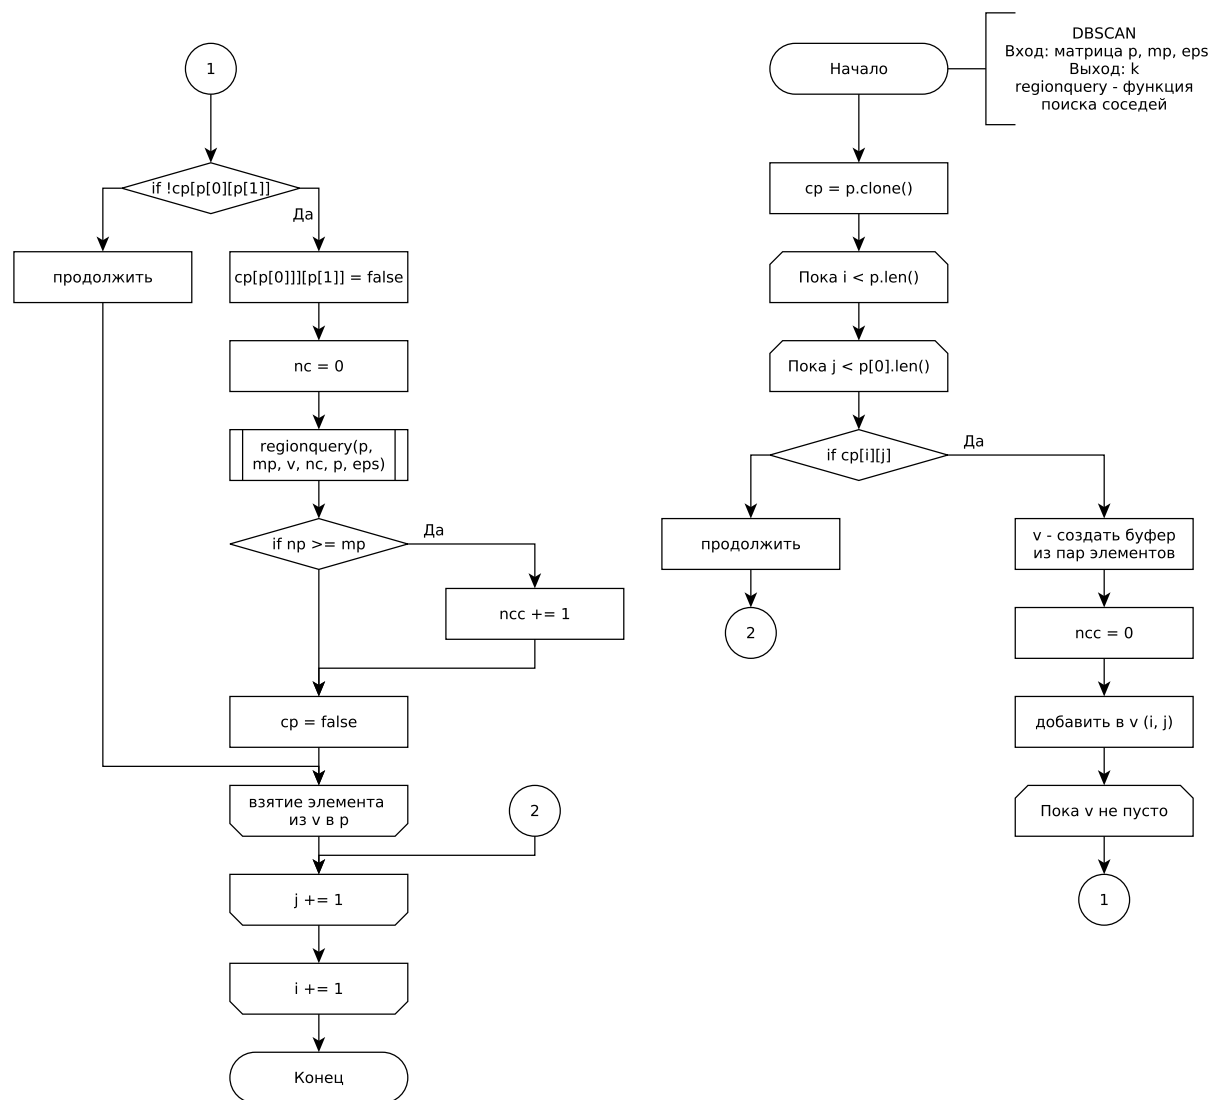 Начало
DBSCAN
Вход: матрица p, mp, eps
Выход: k
regionquery - функция
поиска соседей
cp = p.clone()
Пока i < p.len()
Пока j < p[0].len()
if cp[i][j]
Да
продолжить
2
v - создать буфер
из пар элементов
ncc = 0
добавить в v (i, j)
Пока v не пусто
1
1
if !cp[p[0][p[1]]
Да
продолжить
cp[p[0]]][p[1]] = false
nc = 0
regionquery(p,
mp, v, nc, p, eps)
if np >= mp
Да
ncc += 1
cp = false
взятие элемента
из v в p
2
j += 1
i += 1
Конец